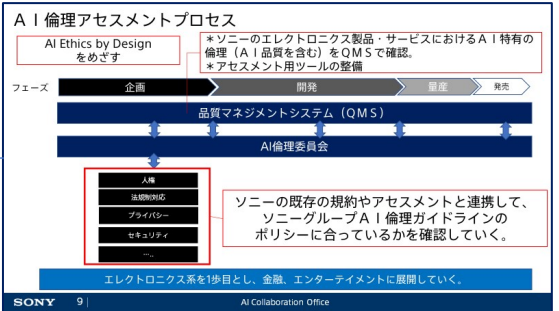 ＡＩ倫理アセスメントプロセス
AI Ethics by Design
をめざす
＊ソニーのエレクトロニクス製品・サービスにおけるＡＩ特有の
倫理（ＡＩ品質を含む）をＱＭＳで確認。
＊アセスメント用ツールの整備
フェーズ
企画
開発
量産
発売
品質マネジメントシステム（ＱＭＳ）
AI倫理委員会
人権
法規制対応
プライバシー
セキュリティ
…..
ソニーの既存の規約やアセスメントと連携して、
ソニーグループＡＩ倫理ガイドラインの
ポリシーに合っているかを確認していく。
エレクトロニクス系を1歩目とし、金融、エンターテイメントに展開していく。
SONY 9| AI Collaboration Office